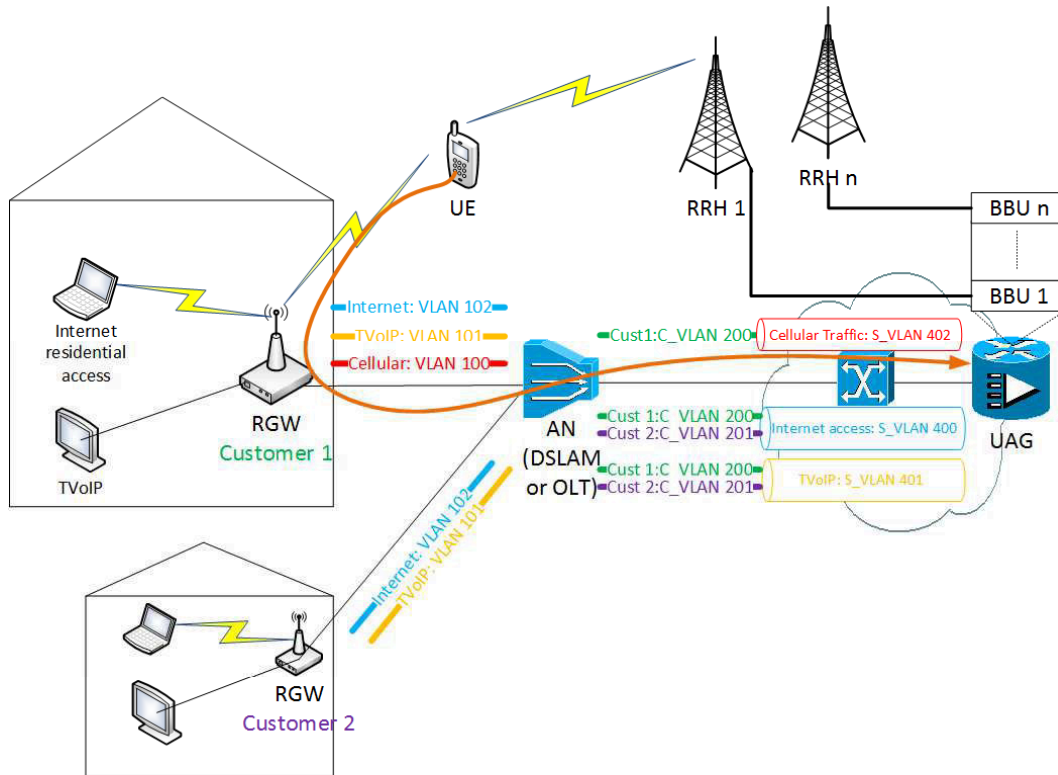 RRH n
RRH 1
UE
BBU n
BBU 1
Internet
residential
access
TVoIP
RGW
Customer 1
Internet: VLAN 102
TVoIP: VLAN 101
Cellular: VLAN 100
Cust1:C_VLAN 200
Cellular Traffic: S_VLAN 402
AN
(DSLAM
or OLT)
Cust 1:C_VLAN 200
Cust 2:C_VLAN 201
Internet access: S_VLAN 400
Cust 1:C_VLAN 200
Cust 2:C_VLAN 201
TVoIP: S_VLAN 401
UAG
Internet: VLAN 102
TVoIP: VLAN 101
RGW
Customer 2